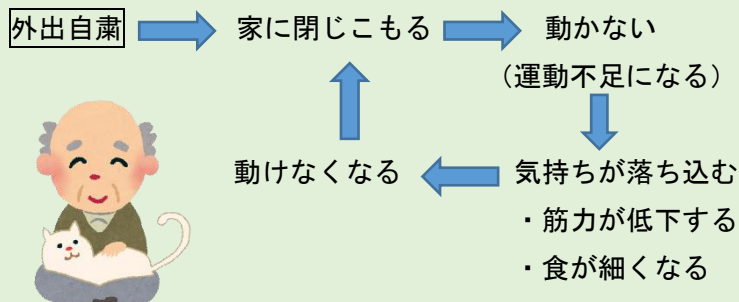 外出自粛
家に閉じこもる
動かない
（運動不足になる）
気持ちが落ち込む
・筋力が低下する
・食が細くなる
動けなくなる